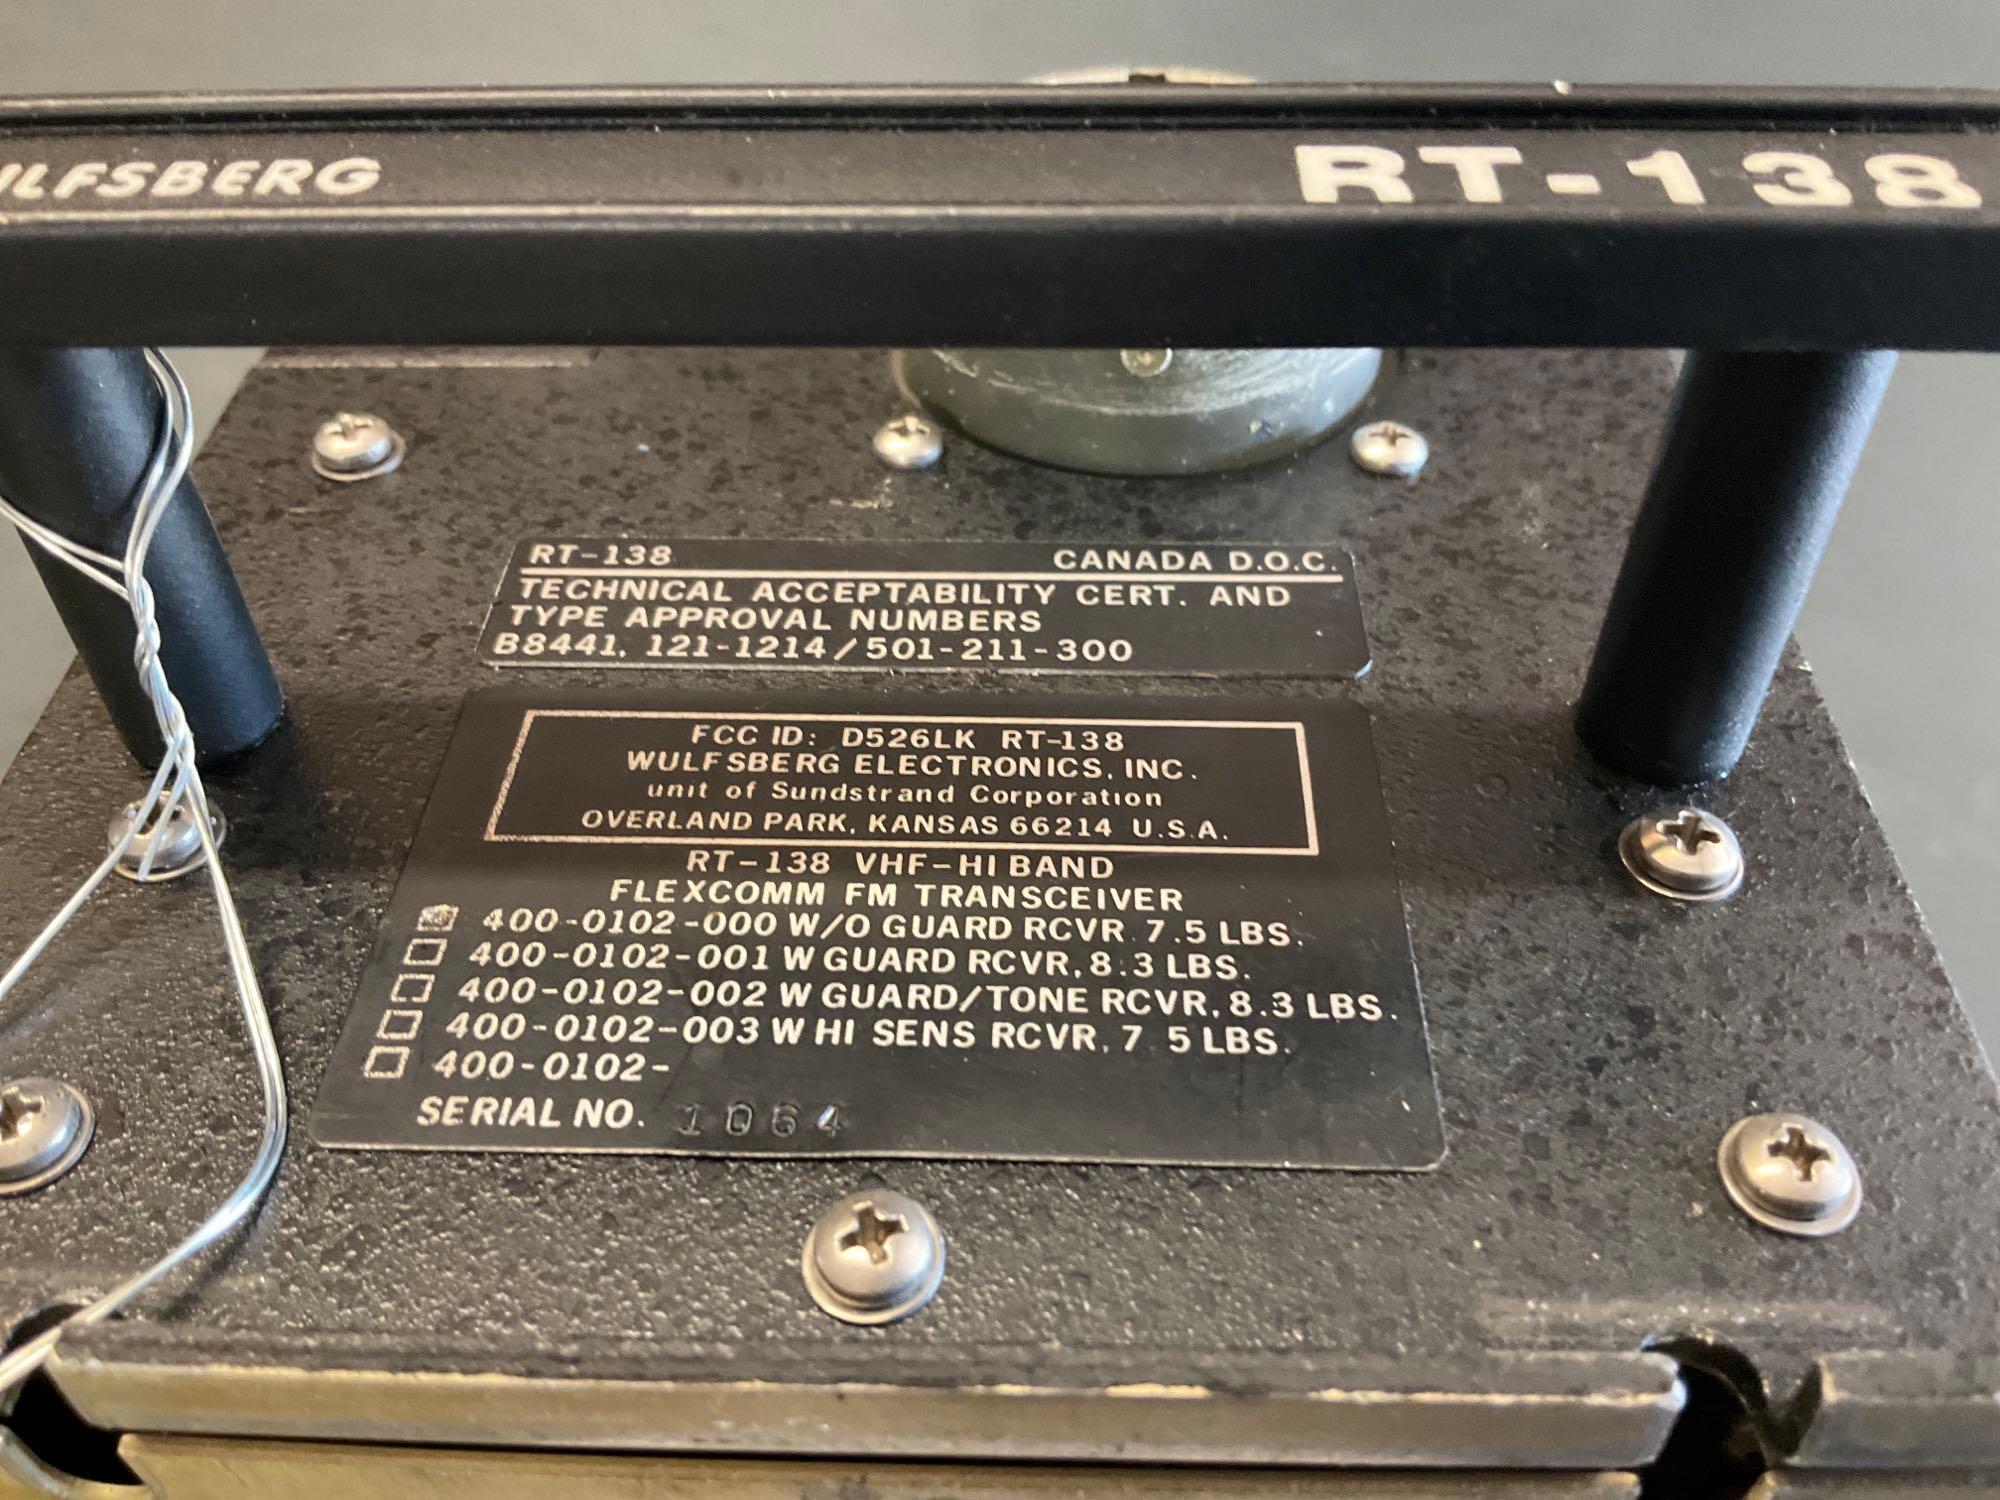 ULFSBERG
RT-138
RT-138 CANADA D.O.C.
TECHNICAL ACCEPTABILITY CERT. AND
TYPE APPROVAL NUMBERS
B8441, 121-1214/501-211-300
FCC ID: D526LK RT-138
WULFSBERG ELECTRONICS, INC.
unit of Sundstrand Corporation
OVERLAND PARK, KANSAS 66214 U.S.A.
RT-138 VHF-HI BAND
FLEXCOMM FM TRANSCEIVER
400-0102-000 W/O GUARD RCVR 7.5 LBS.
400-0102-001 W GUARD RCVR, 8.3 LBS.
400-0102-002 W GUARD/TONE RCVR, 8.3 LBS.
400-0102-003 W HI SENS RCVR, 7.5 LBS.
400-0102-
SERIAL NO. 1064